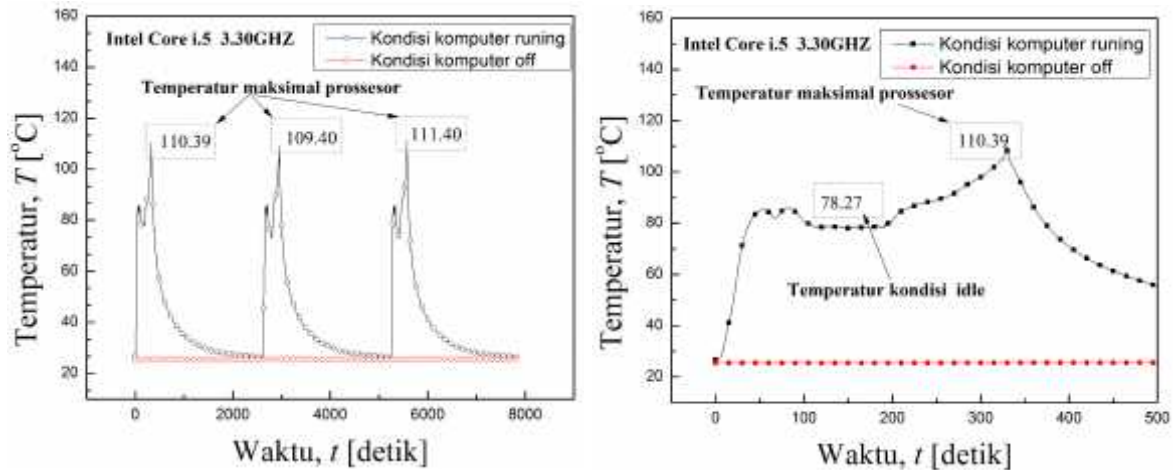 160
140
120
100
80
60
40
20
Temperatur, T [°C]
Intel Core i.5 3.30GHZ
Kondisi komputer runing
Kondisi komputer off
Temperatur maksimal prossesor
110.39
109.40
111.40
0
2000
4000
6000
8000
Waktu, t [detik]
160
140
120
100
80
60
40
20
Temperatur, T [°C]
Intel Core i.5 3.30GHZ
Kondisi komputer runing
Kondisi komputer off
Temperatur maksimal prossesor
110.39
78.27
Temperatur kondisi idle
0
100
200
300
400
500
Waktu, t [detik]